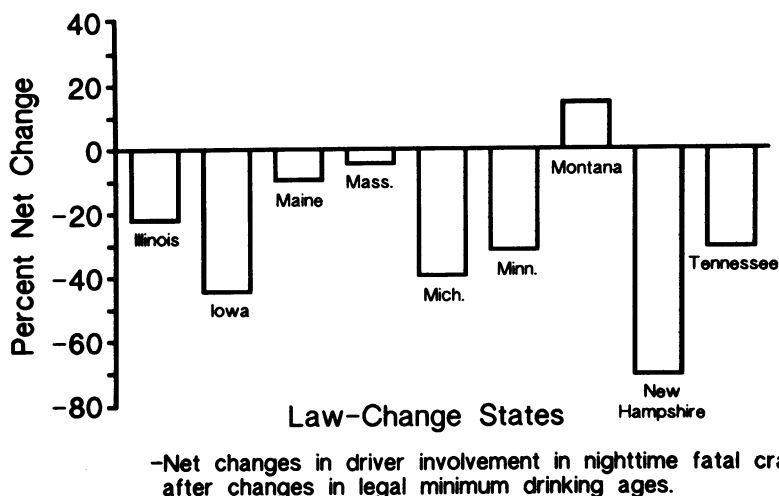 40
20
0
-20
-40
-60
-80
Percent Net Change
Illinois
Iowa
Maine
Mass.
Mich.
Minn.
Montana
New
Hampshire
Tennessee
Law-Change States
-Net changes in driver involvement in nighttime fatal
after changes in legal minimum drinking ages.